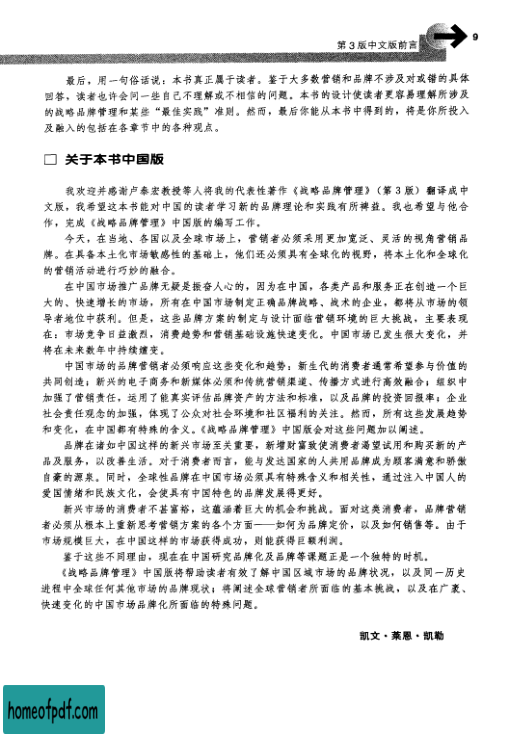 第3版中文版前言
9
最后，用一句俗话说：本书真正属于读者。鉴于大多数营销和品牌不涉及对或错的具体
回答，读者也许会问一些自己不理解或不相信的问题。本书的设计使读者更容易理解所涉及
的战略品牌管理和某些“最佳实践”准则。然而，最后你能从本书中得到的，将是你所投入
及融入的包括在各章节中的各种观点。
□ 关于本书中国版
我欢迎并感谢卢泰宏教授等人将我的代表性著作《战略品牌管理》（第3版）翻译成中
文版，我希望这本书能对中国的读者学习新的品牌理论和实践有所裨益。我也希望与他合
作，完成《战略品牌管理》中国版的编写工作。
今天，在当地、各国以及全球市场上，营销者必须采用更加宽泛、灵活的视角营销品
牌。在具备本土化市场敏感性的基础上，他们还必须具有全球化的视野，将本土化和全球化
的营销活动进行巧妙的融合。
在中国市场推广品牌无疑是振奋人心的，因为在中国，各类产品和服务正在创造一个巨
大的、快速增长的市场，所有在中国市场制定正确品牌战略、战术的企业，都将从市场的领
导者地位中获利。但是，这些品牌方案的制定与设计面临营销环境的巨大挑战，主要表现
在：市场竞争日益激烈，消费趋势和营销基础设施快速变化。中国市场已发生很大变化，并
将在未来数年中持续嬗变。
中国市场的品牌营销者必须响应这些变化和趋势：新生代的消费者通常希望参与价值的
共同创造；新兴的电子商务和新媒体必须和传统营销渠道、传播方式进行高效融合；组织中
加强了营销责任，运用了能真实评估品牌资产的方法和标准，以及品牌的投资回报率；企业
社会责任观念的加强，体现了公众对社会环境和社区福利的关注。然而，所有这些发展趋势
和变化，在中国都有特殊的含义。《战略品牌管理》中国版会对这些问题加以阐述。
品牌在诸如中国这样的新兴市场至关重要，新增财富致使消费者渴望试用和购买新的产
品及服务，以改善生活。对于消费者而言，能与发达国家的人共用品牌成为顾客满意和骄傲
自豪的源泉。同时，全球性品牌在中国市场必须具有特殊含义和相关性，通过注入中国人的
爱国情绪和民族文化，会使具有中国特色的品牌发展得更好。
新兴市场的消费者不甚富裕，这蕴涵着巨大的机会和挑战。面对这类消费者，品牌营销
者必须从根本上重新思考营销方案的各个方面——如何为品牌定价，以及如何销售等。由于
市场规模巨大，在中国这样的市场获得成功，则能获得巨额利润。
鉴于这些不同理由，现在在中国研究品牌化及品牌等课题正是一个独特的时机。
《战略品牌管理》中国版将帮助读者有效了解中国区域市场的品牌状况，以及同一历史
进程中全球任何其他市场的品牌现状；将阐述全球营销者所面临的基本挑战，以及在广袤、
快速变化的中国市场品牌化所面临的特殊问题。
凯文·莱恩·凯勒
homeofpdf.com